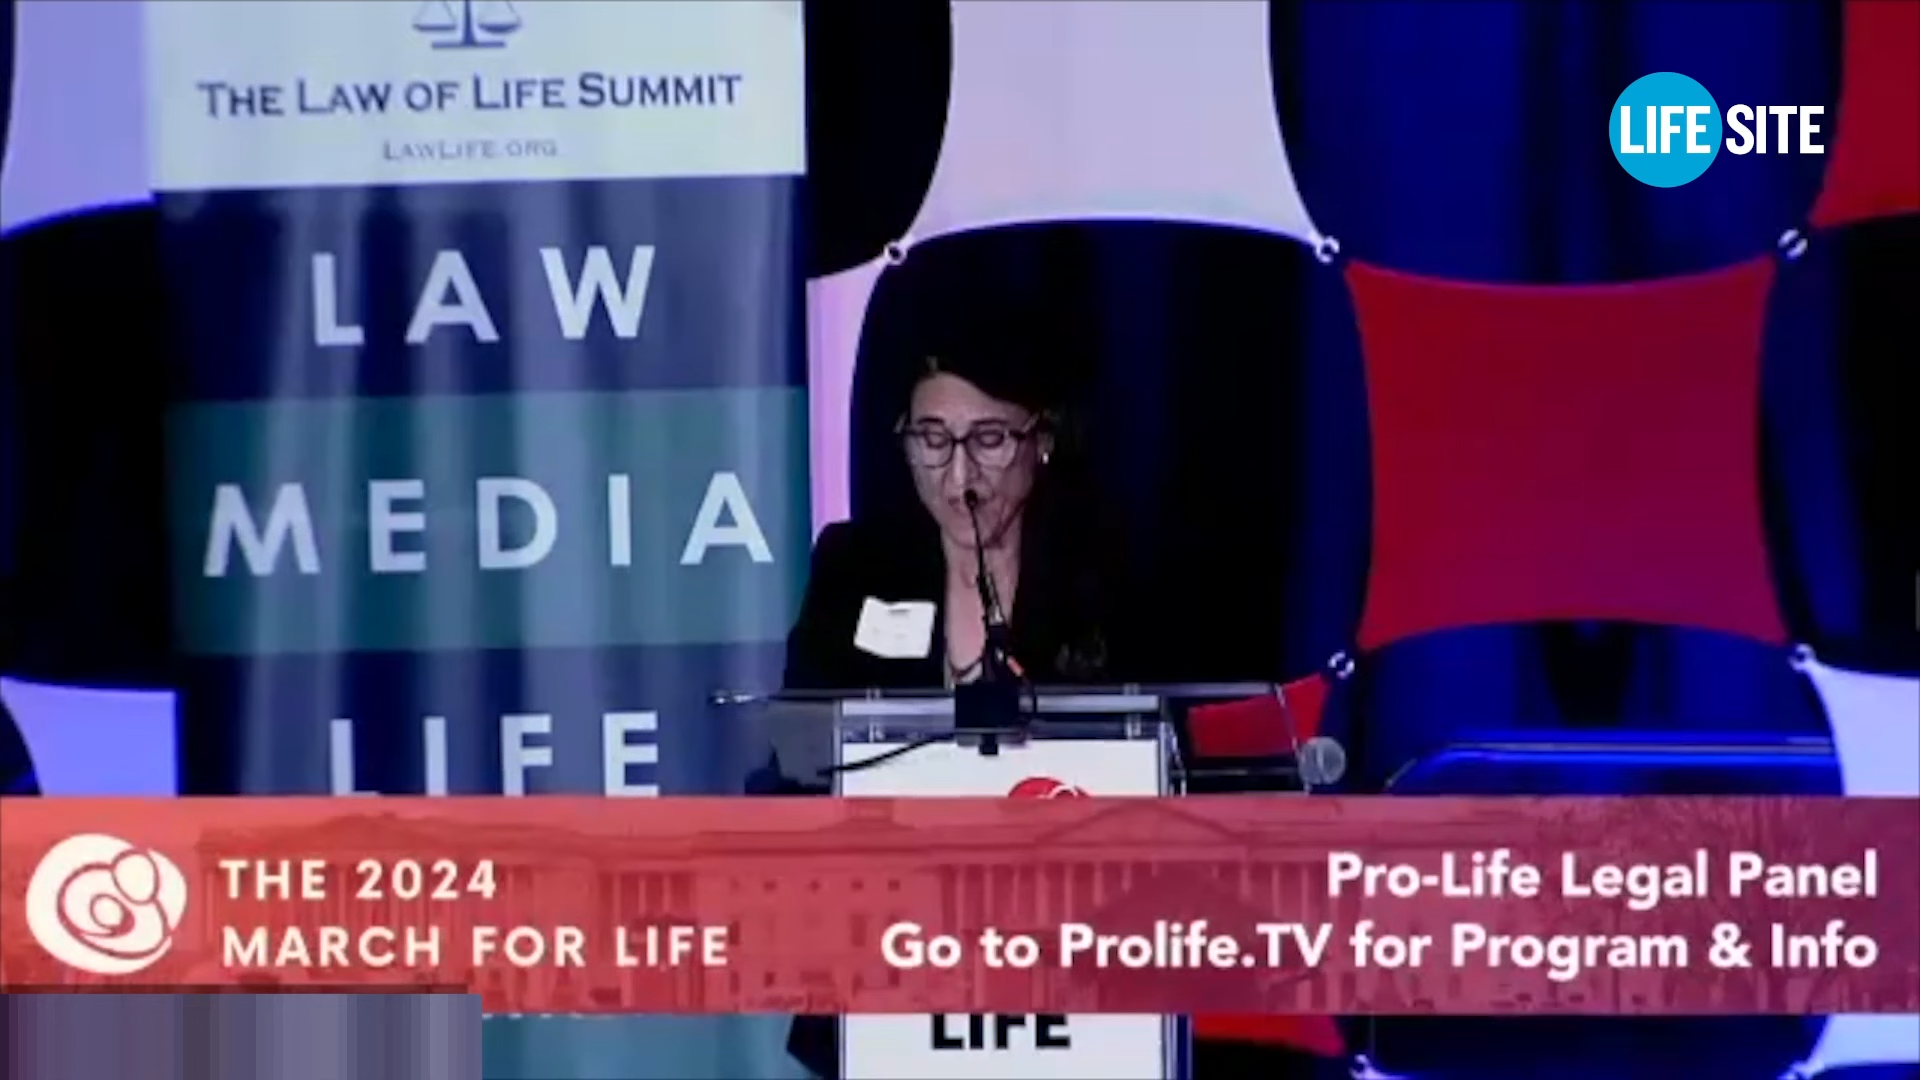 THE LAW OF LIFE SUMMIT
LAWLIFE.ORG
LIFE SITE
LAW
MEDIA
LIFE
THE 2024
MARCH FOR LIFE
Pro-Life Legal Panel
Go to Prolife.TV for Program & Info
LIFE